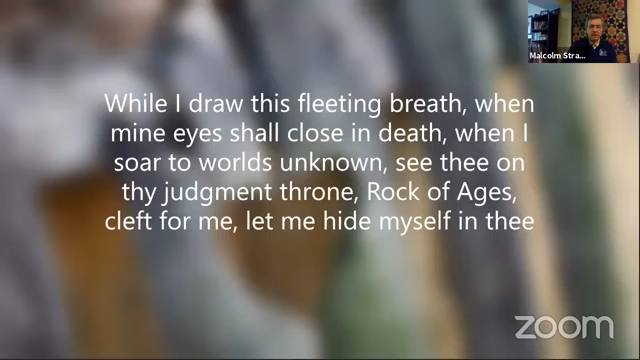 Malcolm Stra...
While I draw this fleeting breath, when
mine eyes shall close in death, when I
soar to worlds unknown, see thee on
thy judgment throne, Rock of Ages,
cleft for me, let me hide myself in thee
zoom